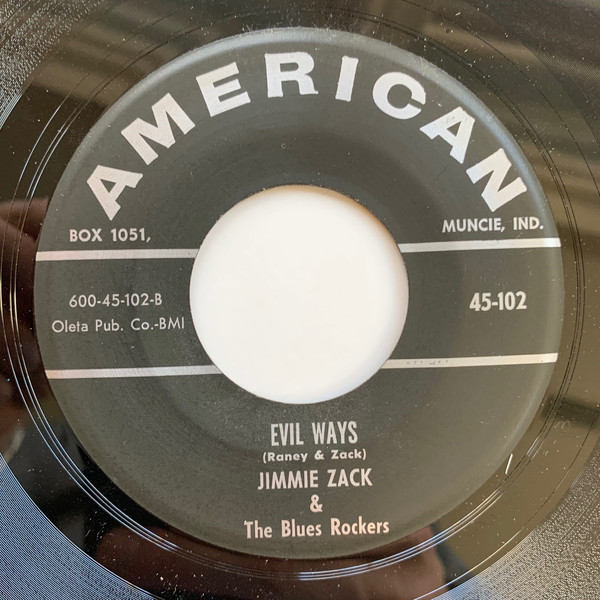 AMERICAN
BOX 1051,
MUNCIE, IND.
600-45-102-B
Oleta Pub. Co.-BMI
45-102
EVIL WAYS
(Raney & Zack)
JIMMIE ZACK
&
The Blues Rockers